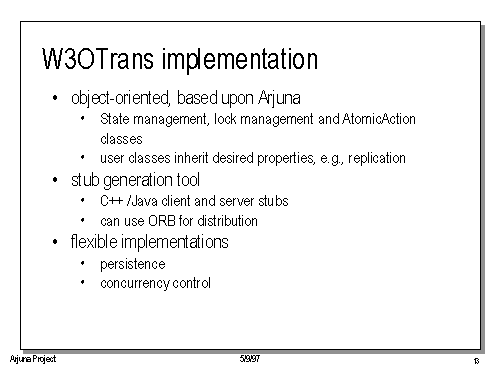 W3OTrans implementation
• object-oriented, based upon Arjuna
• State management, lock management and AtomicAction
classes
• user classes inherit desired properties, e.g., replication
• stub generation tool
• C++ /Java client and server stubs
• can use ORB for distribution
• flexible implementations
• persistence
• concurrency control
Arjuna Project 5/9/97 13